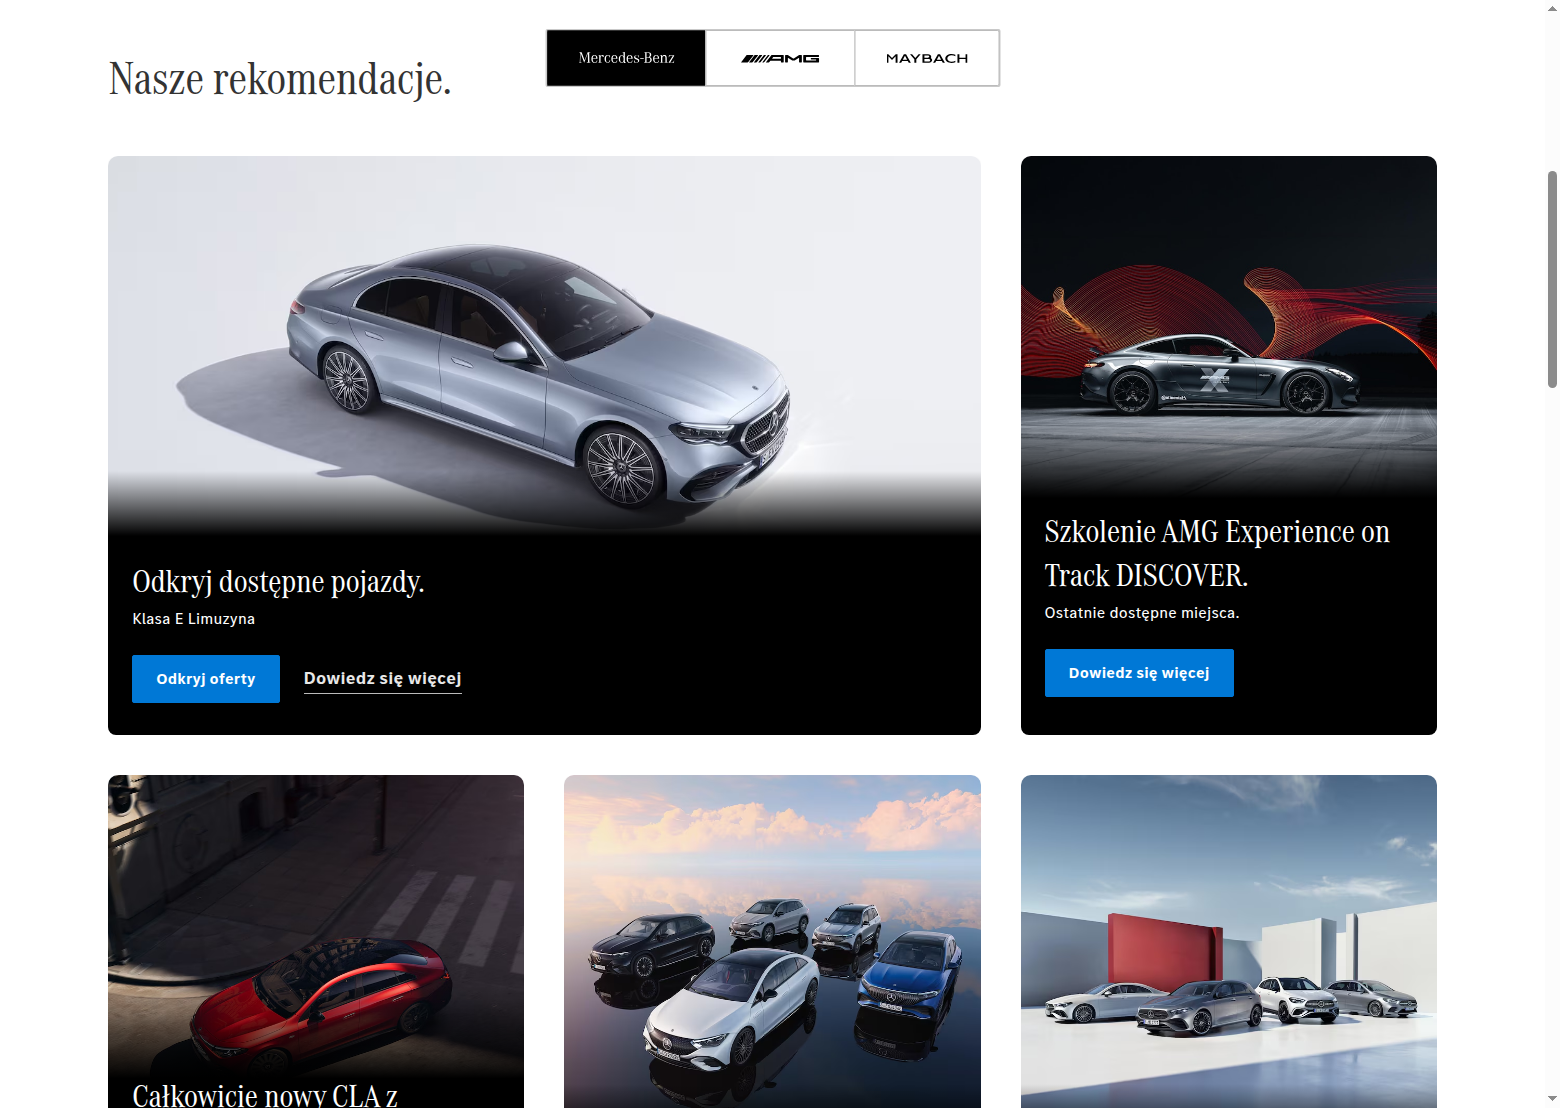 Nasze rekomendacje.
Mercedes-Benz
AMG
MAYBACH
Odkryj dostępne pojazdy.
Klasa E Limuzyna
Odkryj oferty
Dowiedz się więcej
Szkolenie AMG Experience on
Track DISCOVER.
Ostatnie dostępne miejsca.
Dowiedz się więcej
Całkowicie nowy CLA z